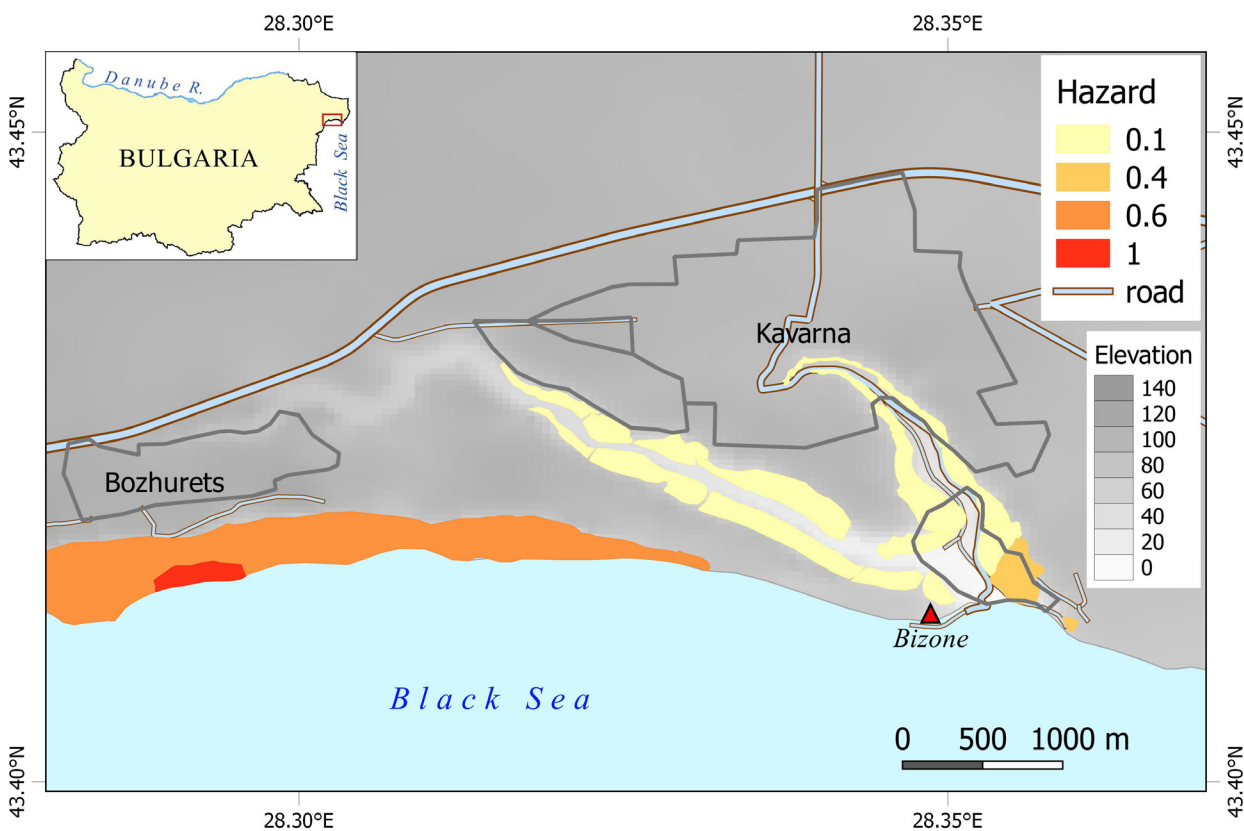 28.30°E
28.35°E
43.45°N
43.45°N
Danube R.
BULGARIA
Black Sea
Hazard
0.1
0.4
0.6
1
road
Elevation
140
120
100
80
60
40
20
0
Kavarna
Bozhurets
Bizone
Black Sea
0 500 1000 m
43.40°N
43.40°N
28.30°E
28.35°E